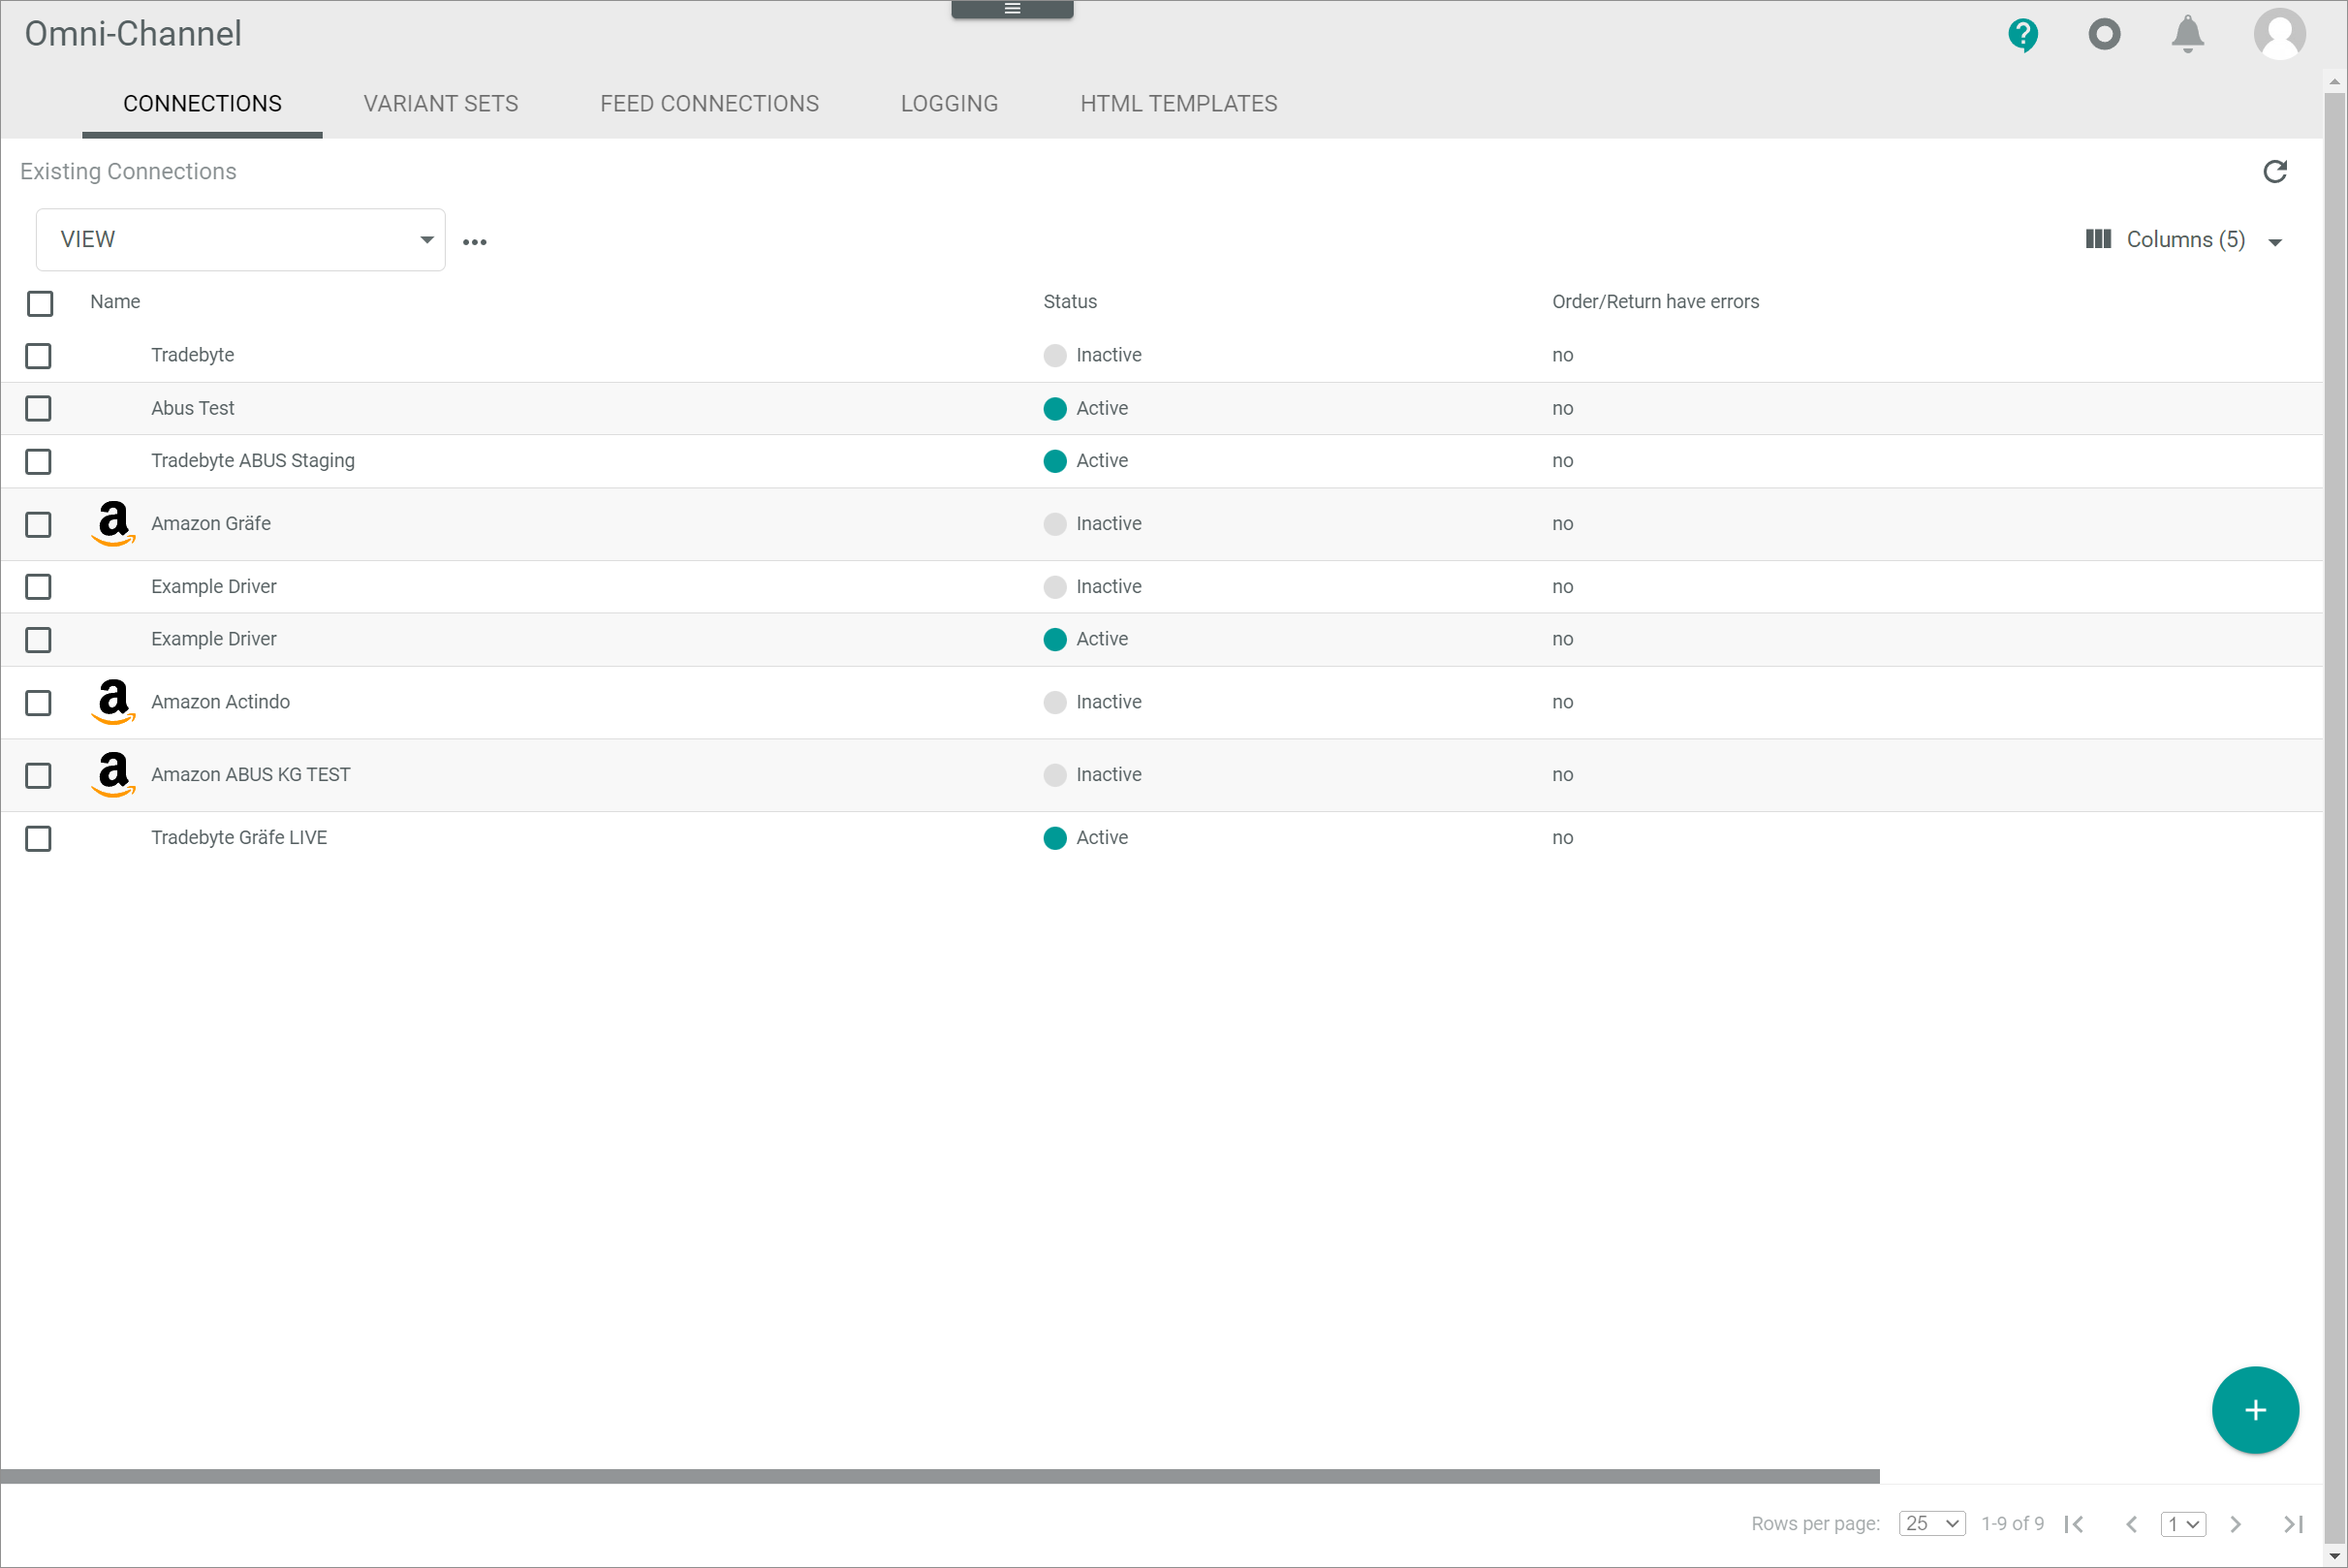 Omni-Channel
CONNECTIONS VARIANT SETS FEED CONNECTIONS LOGGING HTML TEMPLATES
Existing Connections
VIEW Columns (5)
Name Status Order/Return have errors
Tradebyte Inactive no
Abus Test Active no
Tradebyte ABUS Staging Active no
Amazon Gräfe Inactive no
Example Driver Inactive no
Example Driver Active no
Amazon Actindo Inactive no
Amazon ABUS KG TEST Inactive no
Tradebyte Gräfe LIVE Active no
Rows per page: 25 1-9 of 9 1